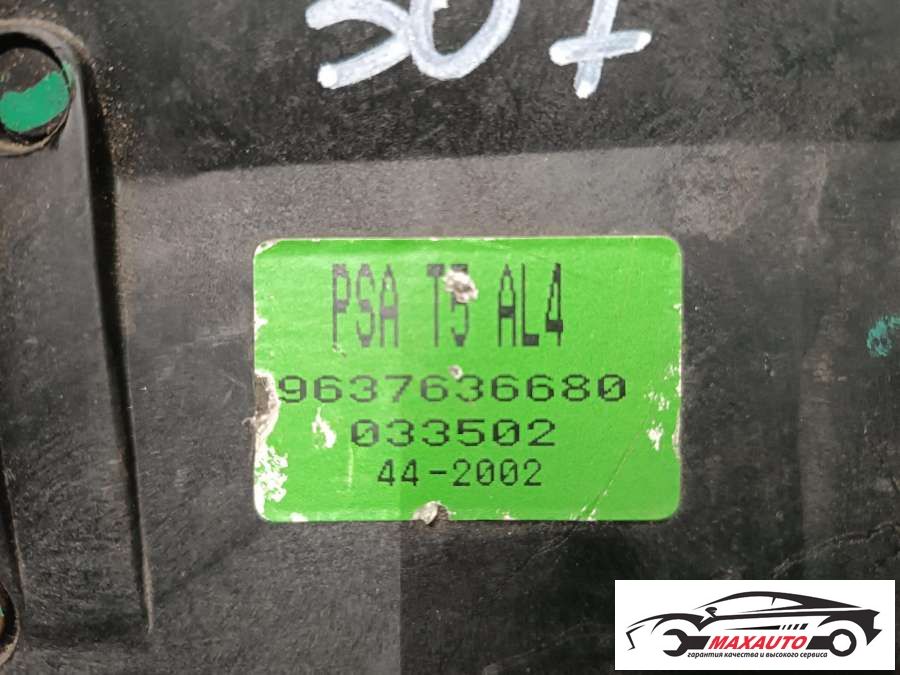 307
PSA T5 AL4
9637636680
033502
44-2002
MAXAUTO
гарантия качества и высокого сервиса